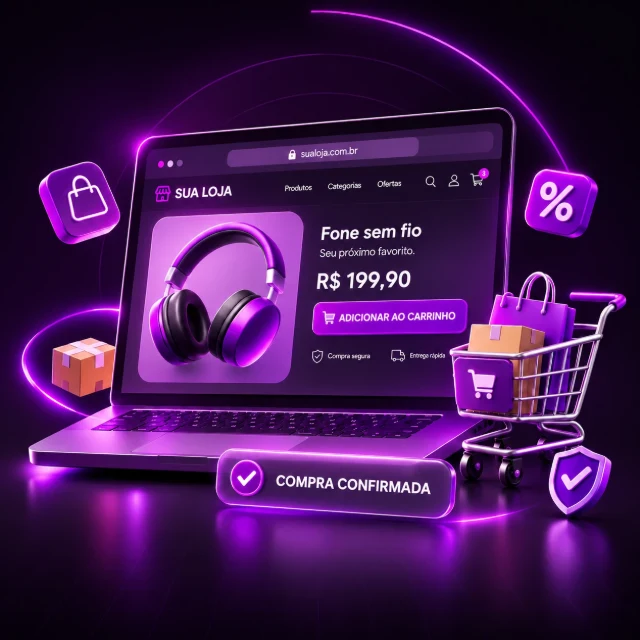 sualoja.com.br
SUA LOJA
Produtos Categorias Ofertas
%
Fone sem fio
Seu próximo favorito.
R$ 199,90
ADICIONAR AO CARRINHO
Compra segura Entrega rápida
COMPRA CONFIRMADA